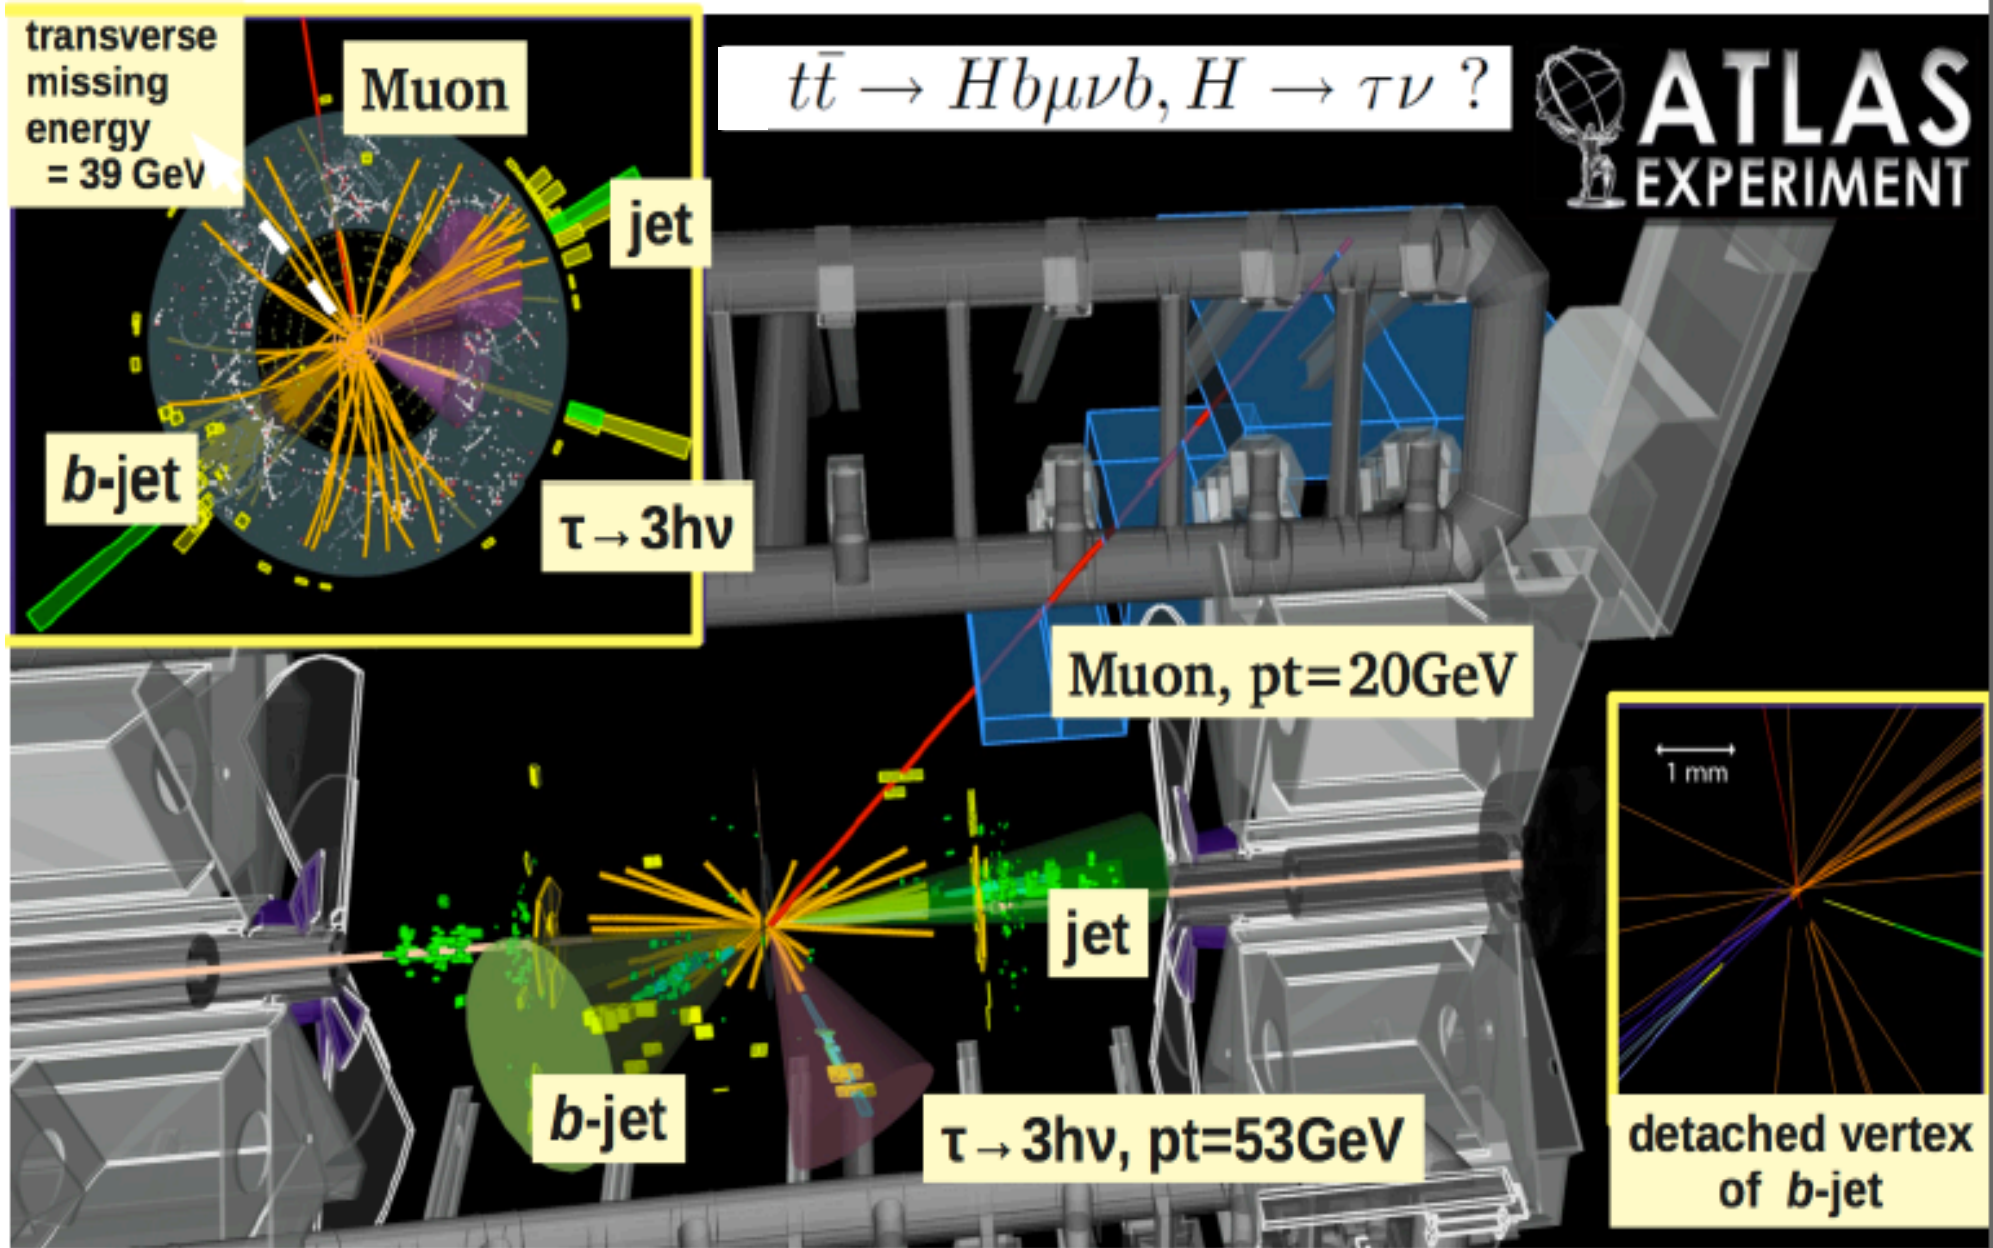 transverse
missing
energy
= 39 GeV
Muon
jet
b-jet
τ→3hν
tt̄ → Hbμνb, H → τν ?
ATLAS
EXPERIMENT
Muon, pt=20GeV
jet
b-jet
τ→3hν, pt=53GeV
1 mm
detached vertex
of b-jet